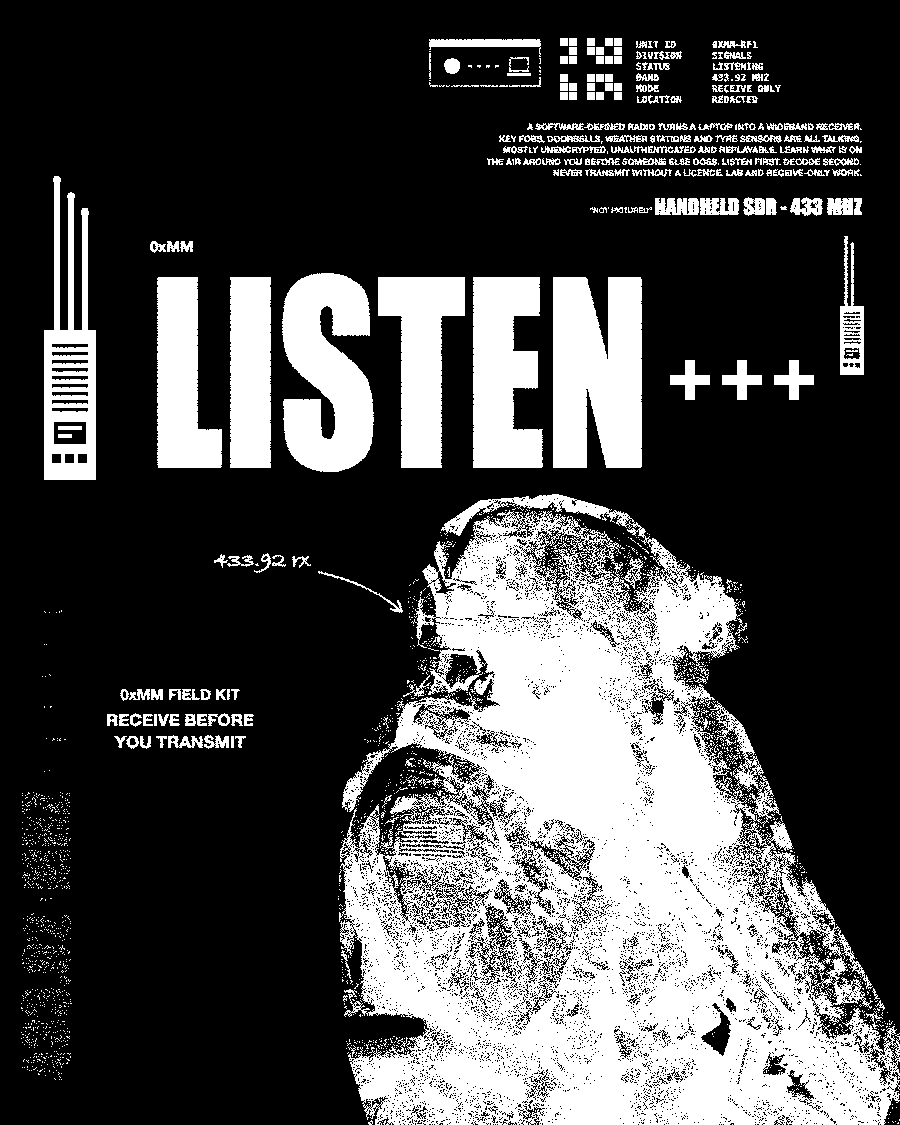 UNIT ID 0XMM-RF1
DIVISION SIGNALS
STATUS LISTENING
BAND 433.92 MHZ
MODE RECEIVE ONLY
LOCATION REDACTED
A SOFTWARE-DEFINED RADIO TURNS A LAPTOP INTO A WIDEBAND RECEIVER.
KEY FOBS, DOORBELLS, WEATHER STATIONS AND TYRE SENSORS ARE ALL TALKING,
MOSTLY UNENCRYPTED, UNAUTHENTICATED AND REPLAYABLE. LEARN WHAT IS ON
THE AIR AROUND YOU BEFORE SOMEONE ELSE DOES. LISTEN FIRST. DECODE SECOND.
NEVER TRANSMIT WITHOUT A LICENCE. LAB AND RECEIVE-ONLY WORK.
*NOT PICTURED* HANDHELD SDR - 433 MHZ
0xMM
LISTEN +++
433.92 rx
0xMM FIELD KIT
RECEIVE BEFORE
YOU TRANSMIT
433.92 MHZ